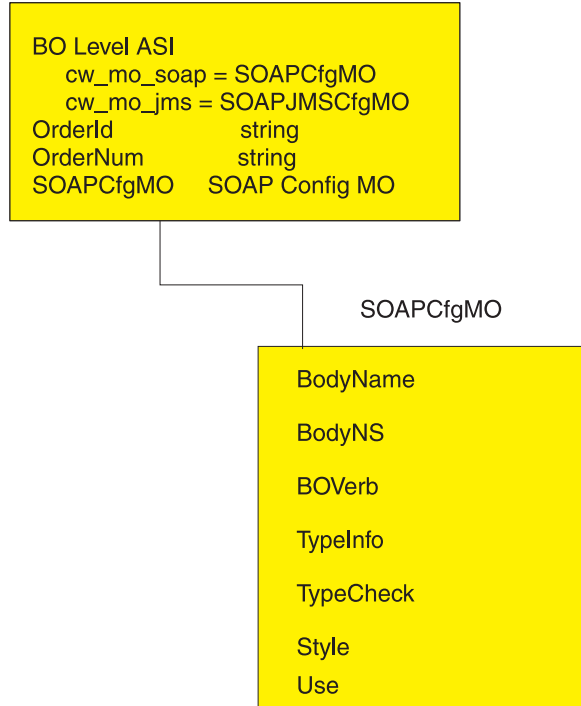 BO Level ASI
cw_mo_soap = SOAPCfgMO
cw_mo_jms = SOAPJMSCfgMO
OrderId string
OrderNum string
SOAPCfgMO SOAP Config MO
SOAPCfgMO
BodyName
BodyNS
BOVerb
TypeInfo
TypeCheck
Style
Use